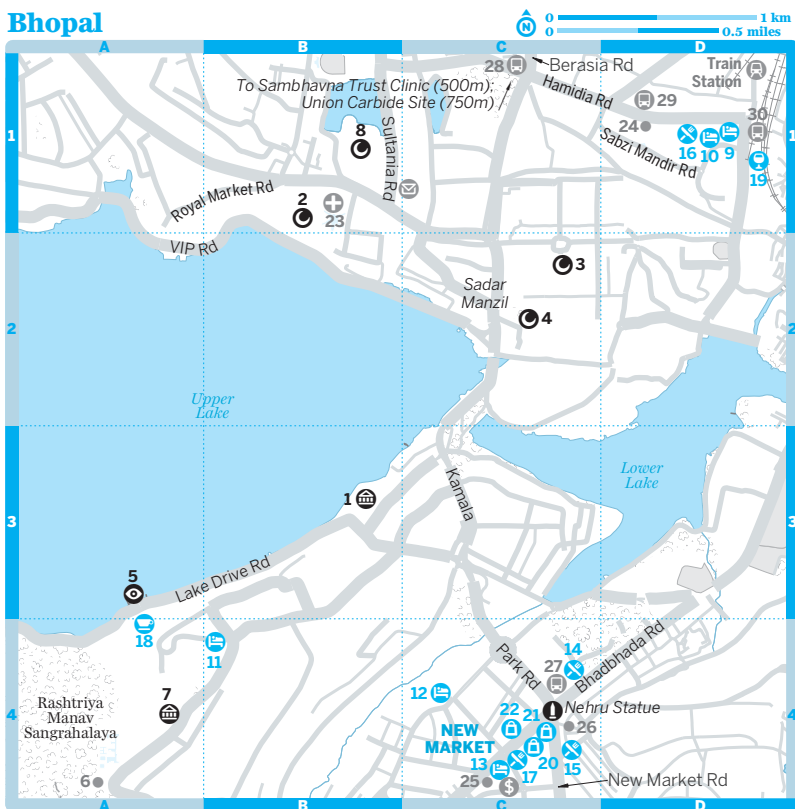 Bhopal
N
0 1 km
0 0.5 miles
A B C D
1
2
3
4
1
2
3
4
A B C D
To Sambhavna Trust Clinic (500m);
Union Carbide Site (750m)
28
Berasia Rd
Hamidia Rd
Train
Station
29
24
30
Sabzi Mandir Rd
16
10
9
19
8
Sultania Rd
Royal Market Rd
2
23
VIP Rd
3
Sadar
Manzil
4
Upper
Lake
Lower
Lake
1
Kamala
5
Lake Drive Rd
18
11
7
Rashtriya
Manav
Sangrahalaya
6
12
Park Rd
14
27
Bhadbhada Rd
Nehru Statue
22
21
26
NEW
MARKET
13
17
20
15
25
$
New Market Rd